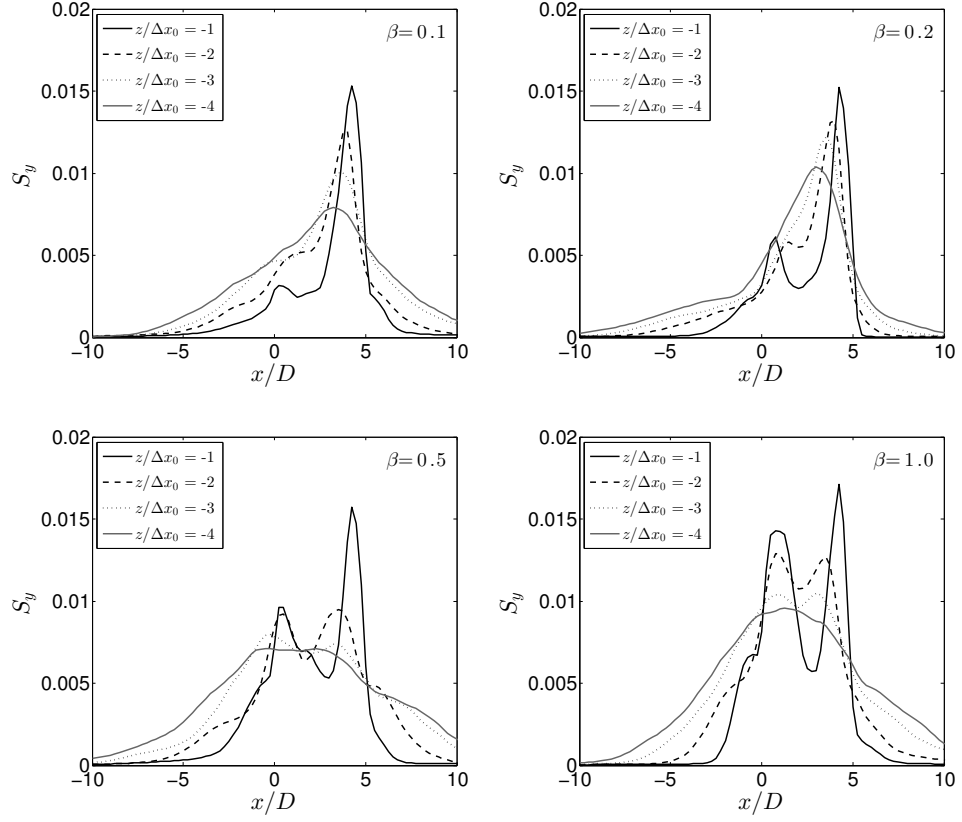 z/Δx₀ = -1
z/Δx₀ = -2
z/Δx₀ = -3
z/Δx₀ = -4
β= 0.1
0.02
0.015
0.01
0.005
0
S_y
−10
−5
0
5
10
x/D
z/Δx₀ = -1
z/Δx₀ = -2
z/Δx₀ = -3
z/Δx₀ = -4
β= 0.2
0.02
0.015
0.01
0.005
0
S_y
−10
−5
0
5
10
x/D
z/Δx₀ = -1
z/Δx₀ = -2
z/Δx₀ = -3
z/Δx₀ = -4
β= 0.5
0.02
0.015
0.01
0.005
0
S_y
−10
−5
0
5
10
x/D
z/Δx₀ = -1
z/Δx₀ = -2
z/Δx₀ = -3
z/Δx₀ = -4
β= 1.0
0.02
0.015
0.01
0.005
0
S_y
−10
−5
0
5
10
x/D